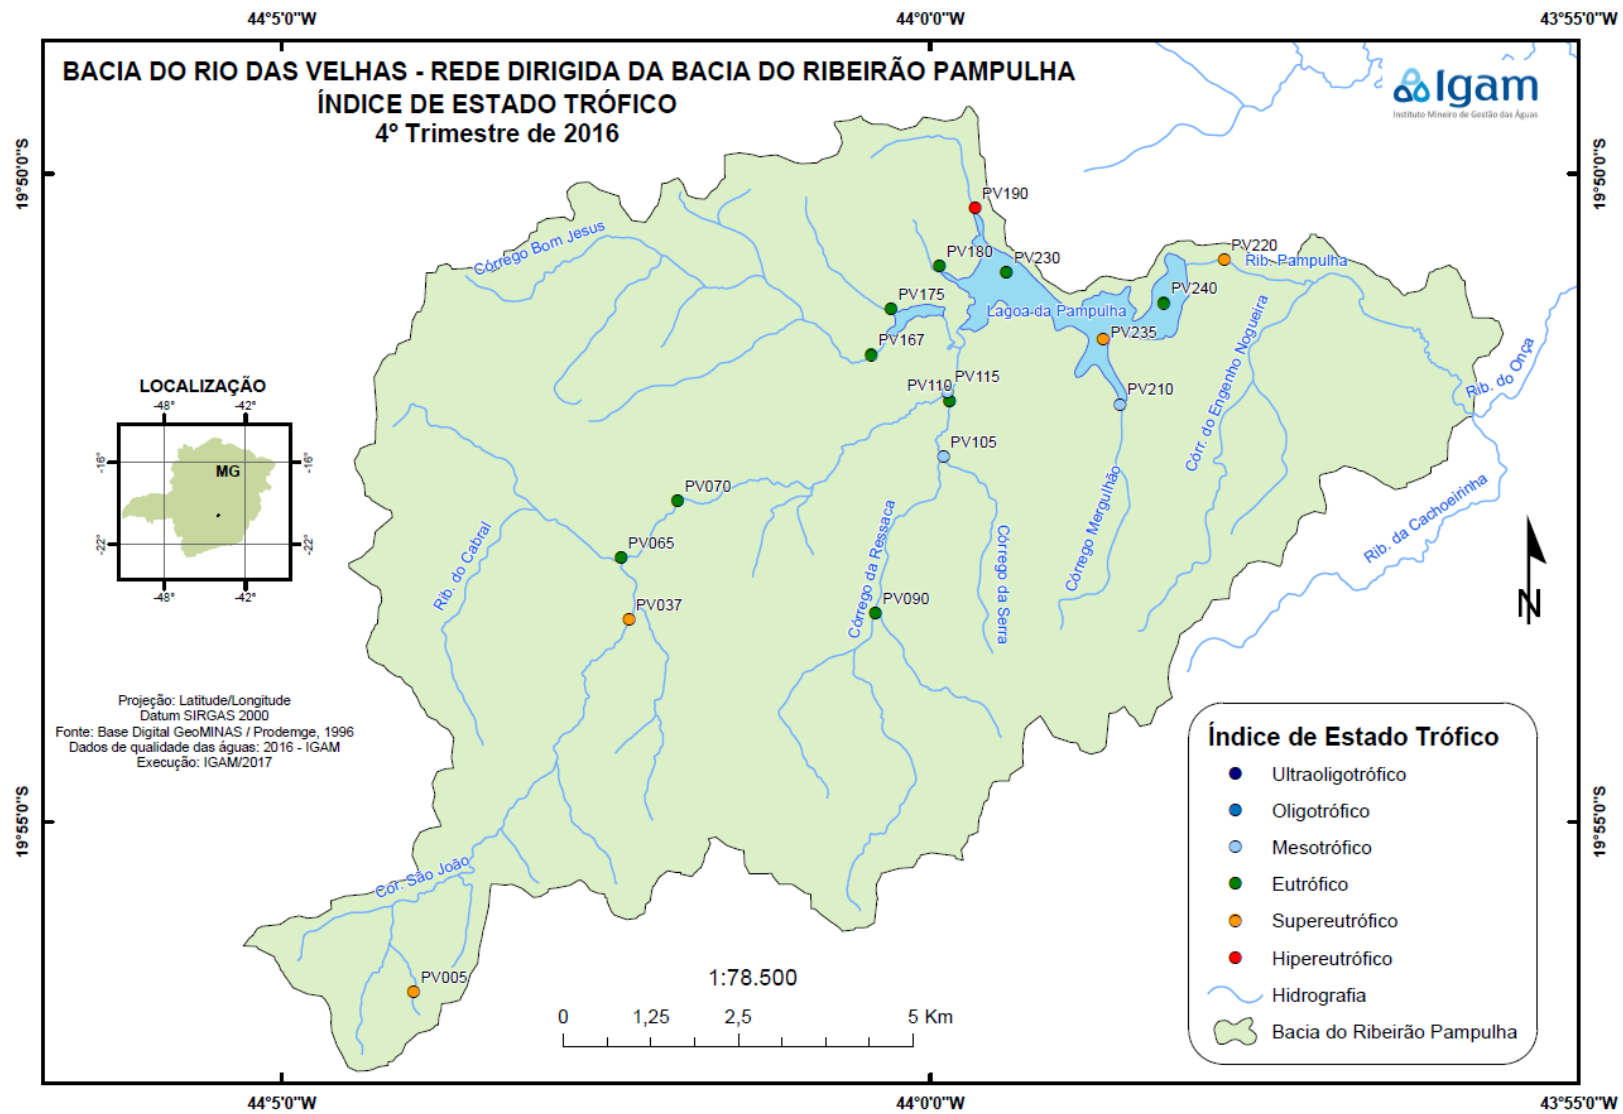 44°5'0"W
44°0'0"W
43°55'0"W
BACIA DO RIO DAS VELHAS - REDE DIRIGIDA DA BACIA DO RIBEIRÃO PAMPULHA
ÍNDICE DE ESTADO TRÓFICO
4º Trimestre de 2016
Igam
Instituto Mineiro de Gestão das Águas
19°50'0"S
19°50'0"S
PV190
Córrego Bom Jesus
PV180
PV230
PV220
Rib. Pampulha
PV240
PV175
Lagoa da Pampulha
PV235
PV167
PV115
PV110
PV210
Rib. do Onça
Córr. do Engenho Nogueira
PV105
LOCALIZAÇÃO
-48°
-42°
-16°
MG
-16°
-22°
-22°
-48°
-42°
PV070
Rib. da Cachoeirinha
Rib. do Cabral
PV065
Córrego da Ressaca
Córrego da Serra
Córrego Mergulhão
PV037
PV090
N
Projeção: Latitude/Longitude
Datum SIRGAS 2000
Fonte: Base Digital GeoMINAS / Prodemge, 1996
Dados de qualidade das águas: 2016 - IGAM
Execução: IGAM/2017
19°55'0"S
19°55'0"S
Cór. São João
PV005
1:78.500
0 1,25 2,5 5 Km
Índice de Estado Trófico
Ultraoligotrófico
Oligotrófico
Mesotrófico
Eutrófico
Supereutrófico
Hipereutrófico
Hidrografia
Bacia do Ribeirão Pampulha
44°5'0"W
44°0'0"W
43°55'0"W